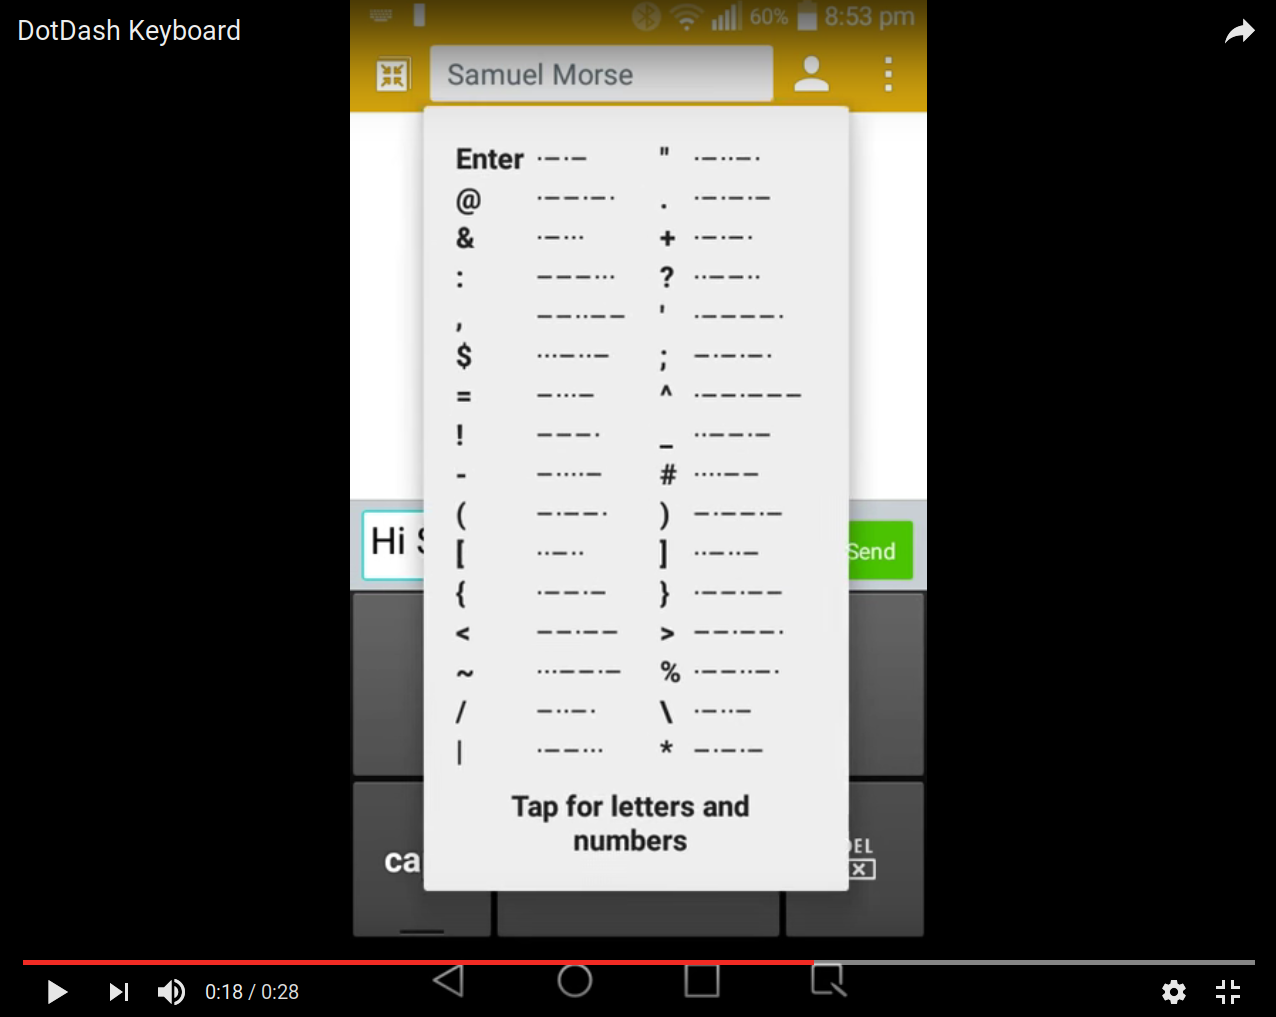 DotDash Keyboard
60% 8:53 pm
Samuel Morse
Enter ·—·— " ·—··—·
@ ·——·—· . ·—·—·—
& ·—··· + ·—·—·
: ———··· ? ··——··
, ——··—— ' ·————·
$ ···—··— ; —·—·—·
= —···— ^ ·——·———
! ———· _ ··——·—
- —····— # ····——
( —·——· ) —·——·—
[ ··—·· ] ··—·——
{ ·——·— } ·——·——
< ——·—— > ——·——·
~ ···——·— % ·——··—·
/ —··—· \ ·—··—
| ·——··· * —·—·—
Hi
Send
Tap for letters and
numbers
ca
EL
0:18 / 0:28